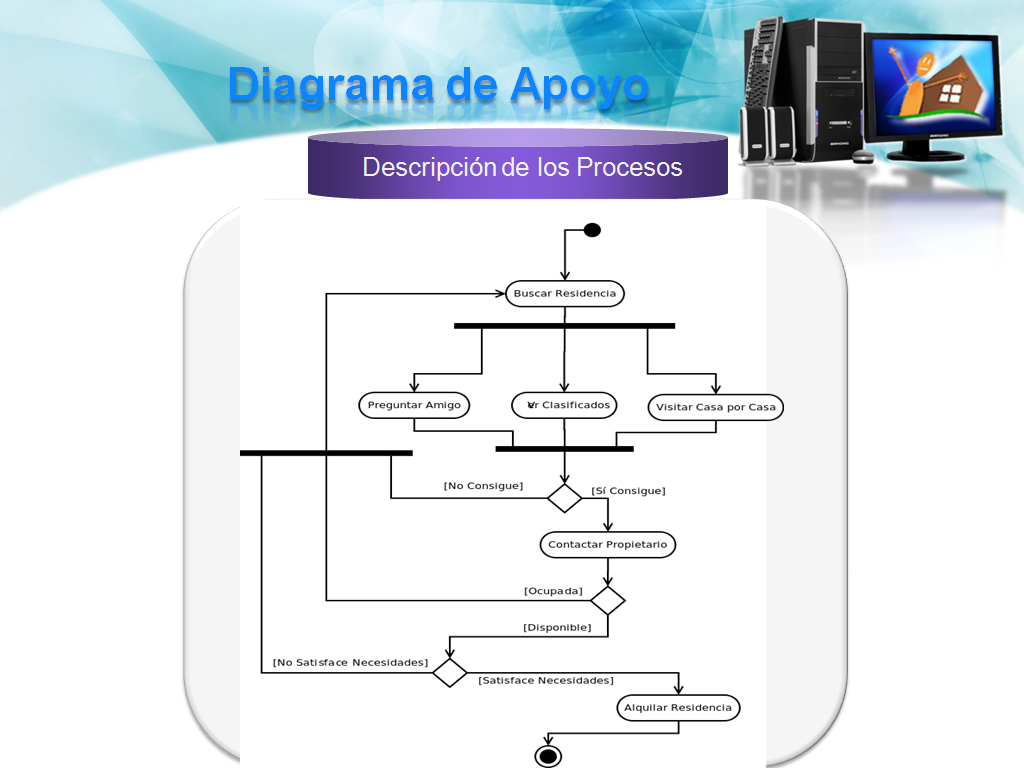 Diagrama de Apoyo
Descripción de los Procesos
Buscar Residencia
Preguntar Amigo
Ver Clasificados
Visitar Casa por Casa
[No Consigue]
[Sí Consigue]
Contactar Propietario
[Ocupada]
[Disponible]
[No Satisface Necesidades]
[Satisface Necesidades]
Alquilar Residencia